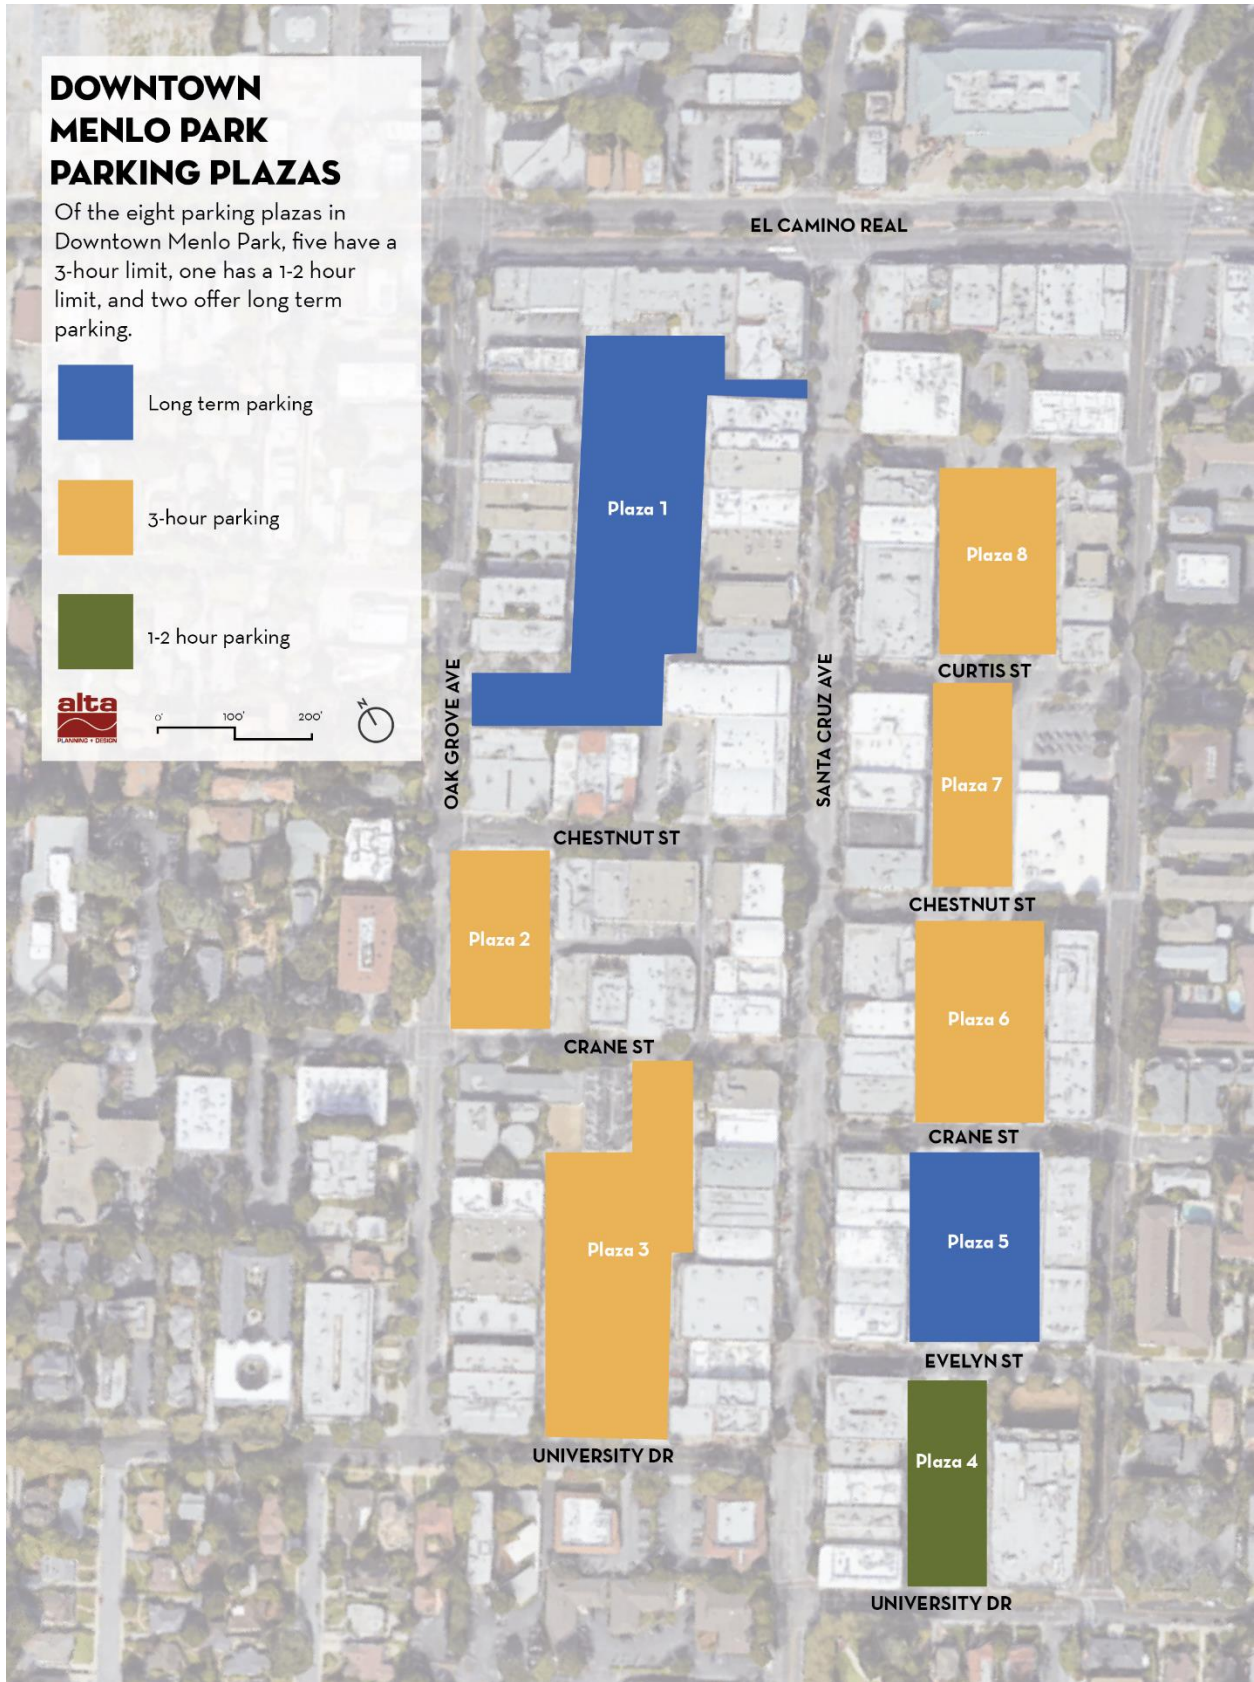 DOWNTOWN
MENLO PARK
PARKING PLAZAS
Of the eight parking plazas in
Downtown Menlo Park, five have a
3-hour limit, one has a 1-2 hour
limit, and two offer long term
parking.
Long term parking
3-hour parking
1-2 hour parking
alta
PLANNING + DESIGN
0' 100' 200'
N
EL CAMINO REAL
Plaza 1
Plaza 8
CURTIS ST
OAK GROVE AVE
SANTA CRUZ AVE
Plaza 7
CHESTNUT ST
CHESTNUT ST
Plaza 2
Plaza 6
CRANE ST
CRANE ST
Plaza 3
Plaza 5
EVELYN ST
UNIVERSITY DR
Plaza 4
UNIVERSITY DR